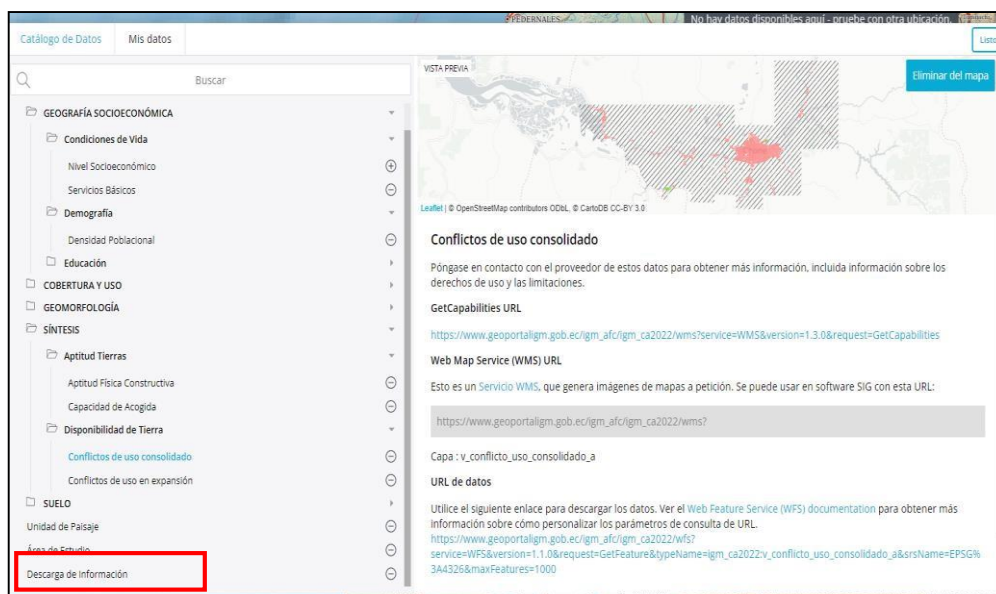 PEDERNALES
No hay datos disponibles aquí - pruebe con otra ubicación.
Catálogo de Datos
Mis datos
Buscar
GEOGRAFÍA SOCIOECONÓMICA
Condiciones de Vida
Nivel Socioeconómico
Servicios Básicos
Demografía
Densidad Poblacional
Educación
COBERTURA Y USO
GEOMORFOLOGÍA
SÍNTESIS
Aptitud Tierras
Aptitud Física Constructiva
Capacidad de Acogida
Disponibilidad de Tierra
Conflictos de uso consolidado
Conflictos de uso en expansión
SUELO
Unidad de Paisaje
Área de Estudio
Descarga de Información
VISTA PREVIA
Eliminar del mapa
Leaflet | © OpenStreetMap contributors ODbL, © CartoDB CC-BY 3.0
Conflictos de uso consolidado
Póngase en contacto con el proveedor de estos datos para obtener más información, incluida información sobre los
derechos de uso y las limitaciones.
GetCapabilities URL
https://www.geoportaligm.gob.ec/igm_afc/igm_ca2022/wms?service=WMS&version=1.3.0&request=GetCapabilities
Web Map Service (WMS) URL
Esto es un Servicio WMS, que genera imágenes de mapas a petición. Se puede usar en software SIG con esta URL:
https://www.geoportaligm.gob.ec/igm_afc/igm_ca2022/wms?
Capa : v_conflicto_uso_consolidado_a
URL de datos
Utilice el siguiente enlace para descargar los datos. Ver el Web Feature Service (WFS) documentation para obtener más
información sobre cómo personalizar los parámetros de consulta de URL.
https://www.geoportaligm.gob.ec/igm_afc/igm_ca2022/wfs?
service=WFS&version=1.1.0&request=GetFeature&typeName=igm_ca2022:v_conflicto_uso_consolidado_a&srsName=EPSG%
3A4326&maxFeatures=1000